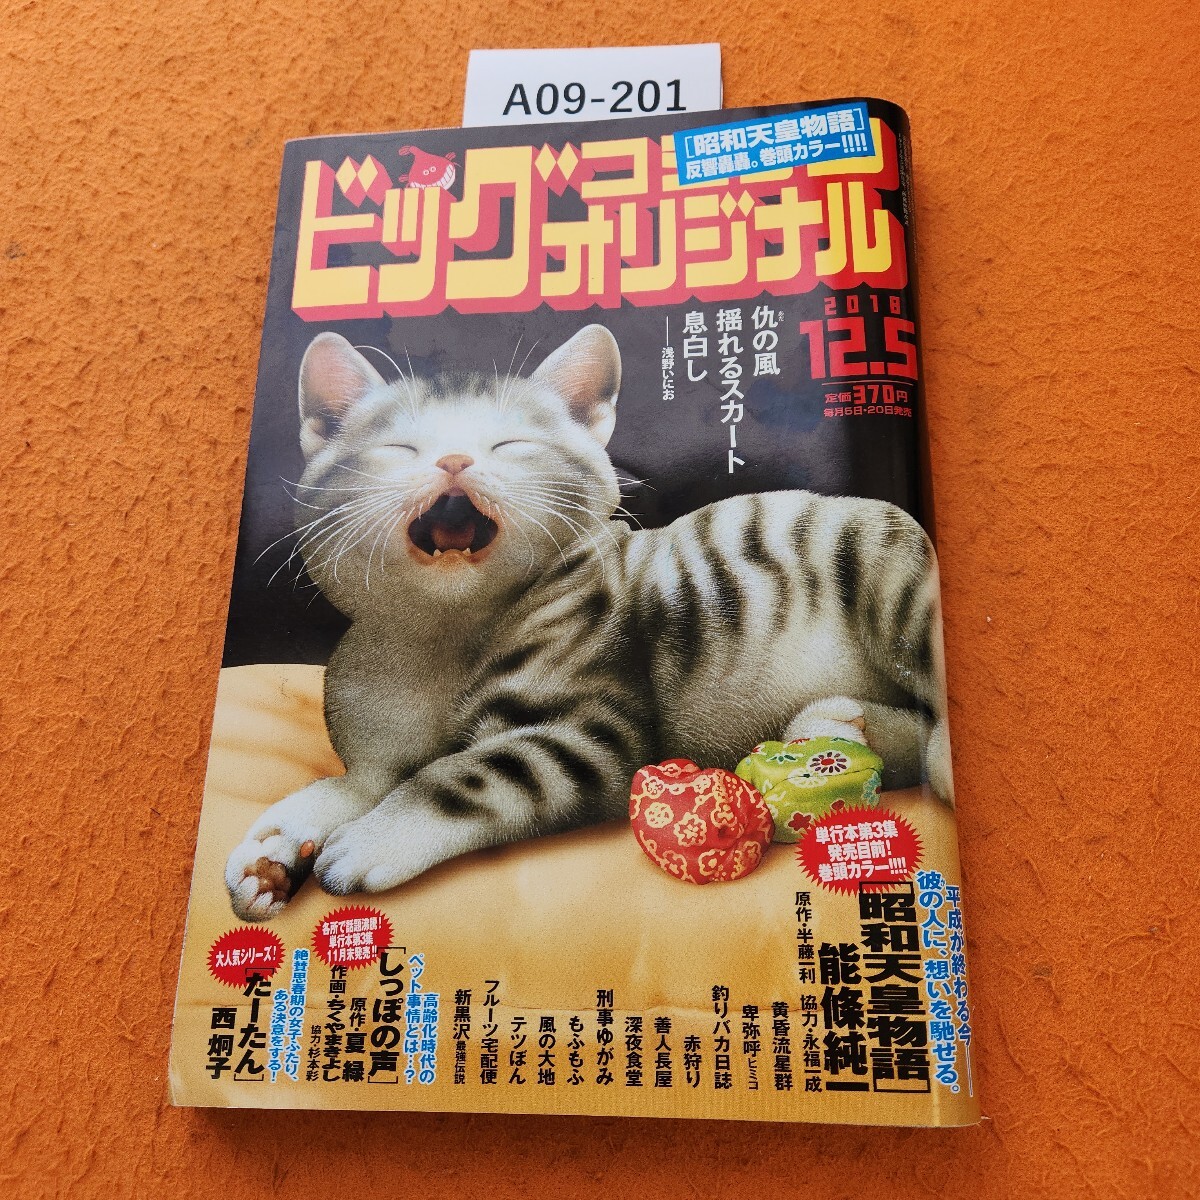 A09-201
ビッグコミック
オリジナル
[昭和天皇物語]
反響轟轟。巻頭カラー!!!!
2018
12.5
定価370円
毎月5日・20日発売
仇の風
あだ
揺れるスカート
息白し
——浅野いにお
単行本第3集
発売目前!
巻頭カラー!!!!
平成が終わる今——
彼の人に、想いを馳せる。
[昭和天皇物語]
能條純一
原作・半藤一利 協力・永福一成
黄昏流星群
卑弥呼ヒミコ
釣りバカ日誌
赤狩り
善人長屋
深夜食堂
刑事ゆがみ
もふもふ
風の大地
テツぼん
フルーツ宅配便
新黒沢 最強伝説
各所で話題沸騰!
単行本第3集
11月末発売!!
高齢化時代の
ペット事情とは…?
[しっぽの声]
原作・夏緑
作画・ちくやまきよし
協力・杉本彩
大人気シリーズ!
絶賛思春期の女子ふたり、
ある決意をする!
[たーたん]
西炯子